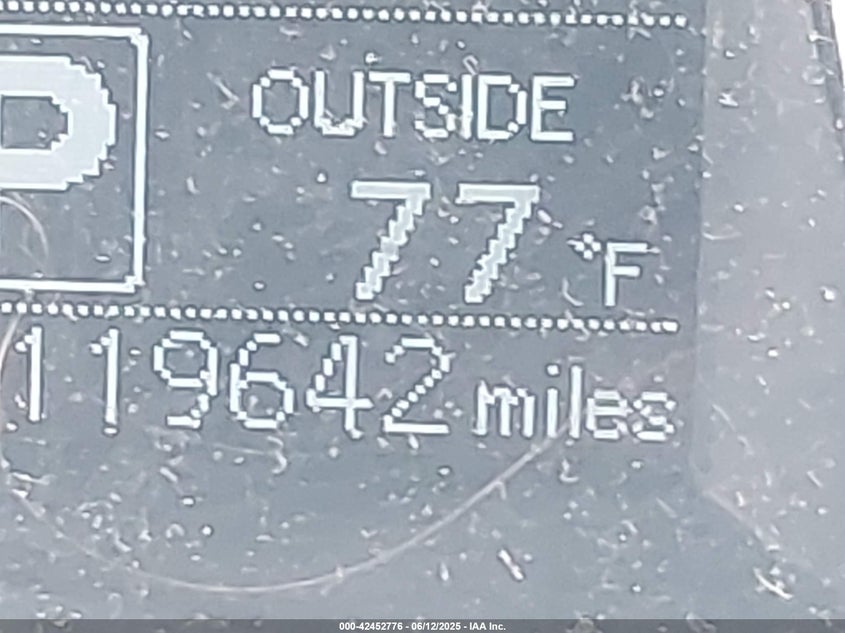 P
OUTSIDE
77 °F
119642 miles
000-42452776 - 06/12/2025 - IAA Inc.